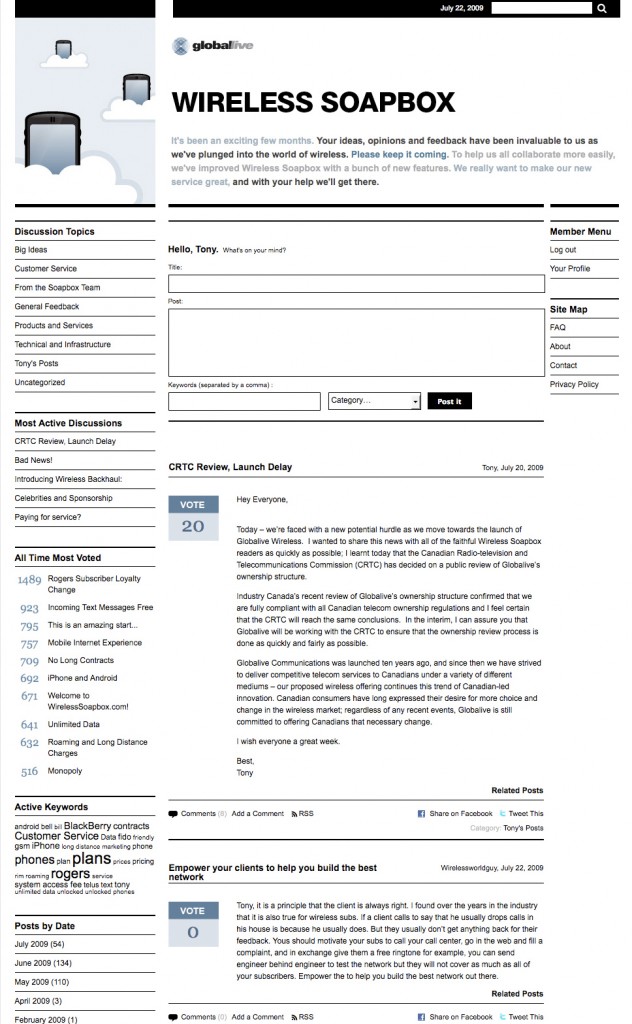 July 22, 2009
globalive
WIRELESS SOAPBOX
It's been an exciting few months. Your ideas, opinions and feedback have been invaluable to us as
we've plunged into the world of wireless. Please keep it coming. To help us all collaborate more easily,
we've improved Wireless Soapbox with a bunch of new features. We really want to make our new
service great, and with your help we'll get there.
Discussion Topics
Big Ideas
Customer Service
From the Soapbox Team
General Feedback
Products and Services
Technical and Infrastructure
Tony's Posts
Uncategorized
Most Active Discussions
CRTC Review, Launch Delay
Bad News!
Introducing Wireless Backhaul:
Celebrities and Sponsorship
Paying for service?
All Time Most Voted
1489 Rogers Subscriber Loyalty
Change
923 Incoming Text Messages Free
795 This is an amazing start...
757 Mobile Internet Experience
709 No Long Contracts
692 iPhone and Android
671 Welcome to
WirelessSoapbox.com!
641 Unlimited Data
632 Roaming and Long Distance
Charges
516 Monopoly
Active Keywords
android bell bil BlackBerry contracts
Customer Service Data fido friendly
gsm iPhone long distance marketing phone
phones plan plans prices pricing
rim roaming rogers service
system access fee telus text tony
unlimited data unlocked unlocked phones
Posts by Date
July 2009 (54)
June 2009 (134)
May 2009 (110)
April 2009 (3)
February 2009 (1)
Hello, Tony. What's on your mind?
Title:
Post:
Keywords (separated by a comma) :
Category...
Post it
CRTC Review, Launch Delay
Tony, July 20, 2009
VOTE
20
Hey Everyone,
Today – we're faced with a new potential hurdle as we move towards the launch of
Globalive Wireless. I wanted to share this news with all of the faithful Wireless Soapbox
readers as quickly as possible; I learnt today that the Canadian Radio-television and
Telecommunications Commission (CRTC) has decided on a public review of Globalive's
ownership structure.
Industry Canada's recent review of Globalive's ownership structure confirmed that we
are fully compliant with all Canadian telecom ownership regulations and I feel certain
that the CRTC will reach the same conclusions. In the interim, I can assure you that
Globalive will be working with the CRTC to ensure that the ownership review process is
done as quickly and fairly as possible.
Globalive Communications was launched ten years ago, and since then we have strived
to deliver competitive telecom services to Canadians under a variety of different
mediums – our proposed wireless offering continues this trend of Canadian-led
innovation. Canadian consumers have long expressed their desire for more choice and
change in the wireless market; regardless of any recent events, Globalive is still
committed to offering Canadians that necessary change.
I wish everyone a great week.
Best,
Tony
Related Posts
Comments (8) Add a Comment RSS
Share on Facebook Tweet This
Category: Tony's Posts
Empower your clients to help you build the best
network
Wirelessworldguy, July 22, 2009
VOTE
0
Tony, it is a principle that the client is always right. I found over the years in the industry
that it is also true for wireless subs. If a client calls to say that he usually drops calls in
his house is because he usually does. But they usually don't get anything back for their
feedback. Yous should motivate your subs to call your call center, go in the web and fill a
complaint, and in exchange give them a free ringtone for example, you can send
engineer behind engineer to test the network but they will not cover as much as all of
your subscribers. Empower the to help you build the best network out there.
Related Posts
Comments (0) Add a Comment RSS
Share on Facebook Tweet This
Member Menu
Log out
Your Profile
Site Map
FAQ
About
Contact
Privacy Policy